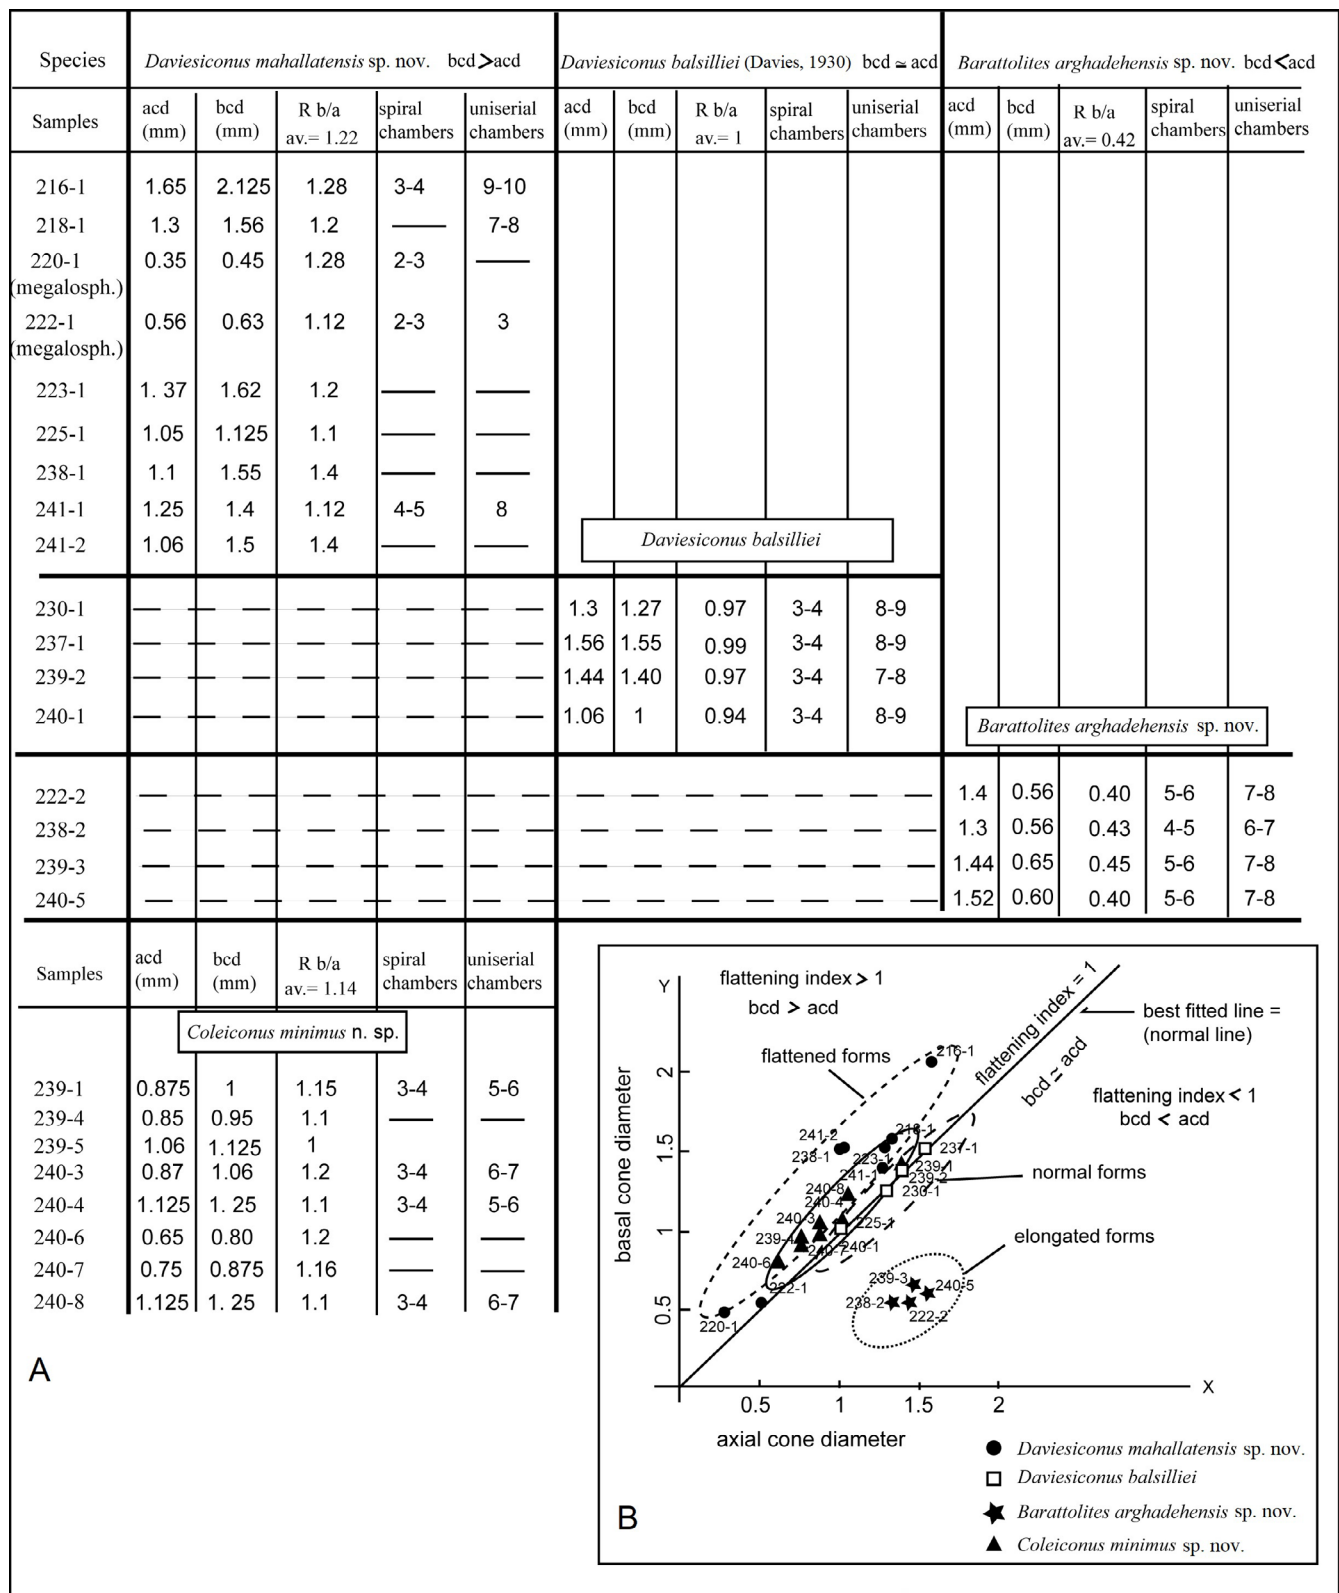 Species Daviesiconus mahallatensis sp. nov. bcd > acd Daviesiconus balsilliei (Davies, 1930) bcd ≃ acd Barattolites arghadehensis sp. nov. bcd < acd
Samples acd (mm) bcd (mm) R b/a av.= 1.22 spiral chambers uniserial chambers acd (mm) bcd (mm) R b/a av.= 1 spiral chambers uniserial chambers acd (mm) bcd (mm) R b/a av.= 0.42 spiral chambers uniserial chambers
216-1 1.65 2.125 1.28 3-4 9-10
218-1 1.3 1.56 1.2 — 7-8
220-1 0.35 0.45 1.28 2-3 —
(megalosph.)
222-1 0.56 0.63 1.12 2-3 3
(megalosph.)
223-1 1. 37 1.62 1.2 — —
225-1 1.05 1.125 1.1 — —
238-1 1.1 1.55 1.4 — —
241-1 1.25 1.4 1.12 4-5 8
241-2 1.06 1.5 1.4 — —
Daviesiconus balsilliei
230-1 1.3 1.27 0.97 3-4 8-9
237-1 1.56 1.55 0.99 3-4 8-9
239-2 1.44 1.40 0.97 3-4 7-8
240-1 1.06 1 0.94 3-4 8-9
Barattolites arghadehensis sp. nov.
222-2 1.4 0.56 0.40 5-6 7-8
238-2 1.3 0.56 0.43 4-5 6-7
239-3 1.44 0.65 0.45 5-6 7-8
240-5 1.52 0.60 0.40 5-6 7-8
Samples acd (mm) bcd (mm) R b/a av.= 1.14 spiral chambers uniserial chambers
Coleiconus minimus n. sp.
239-1 0.875 1 1.15 3-4 5-6
239-4 0.85 0.95 1.1 — —
239-5 1.06 1.125 1
240-3 0.87 1.06 1.2 3-4 6-7
240-4 1.125 1. 25 1.1 3-4 5-6
240-6 0.65 0.80 1.2 — —
240-7 0.75 0.875 1.16 — —
240-8 1.125 1. 25 1.1 3-4 6-7
A
Y
flattening index > 1
bcd > acd
flattened forms
flattening index = 1
bcd ≃ acd
best fitted line =
(normal line)
flattening index < 1
bcd < acd
normal forms
elongated forms
basal cone diameter
2
1.5
1
0.5
216-1
218-1
241-2
238-1
223-1
237-1
239-1
241-1
239-2
230-1
240-8
240-4
240-3
225-1
239-4
240-7
240-1
240-6
222-1
220-1
239-3
240-5
238-2
222-2
0.5 1 1.5 2
X
axial cone diameter
Daviesiconus mahallatensis sp. nov.
Daviesiconus balsilliei
Barattolites arghadehensis sp. nov.
Coleiconus minimus sp. nov.
B